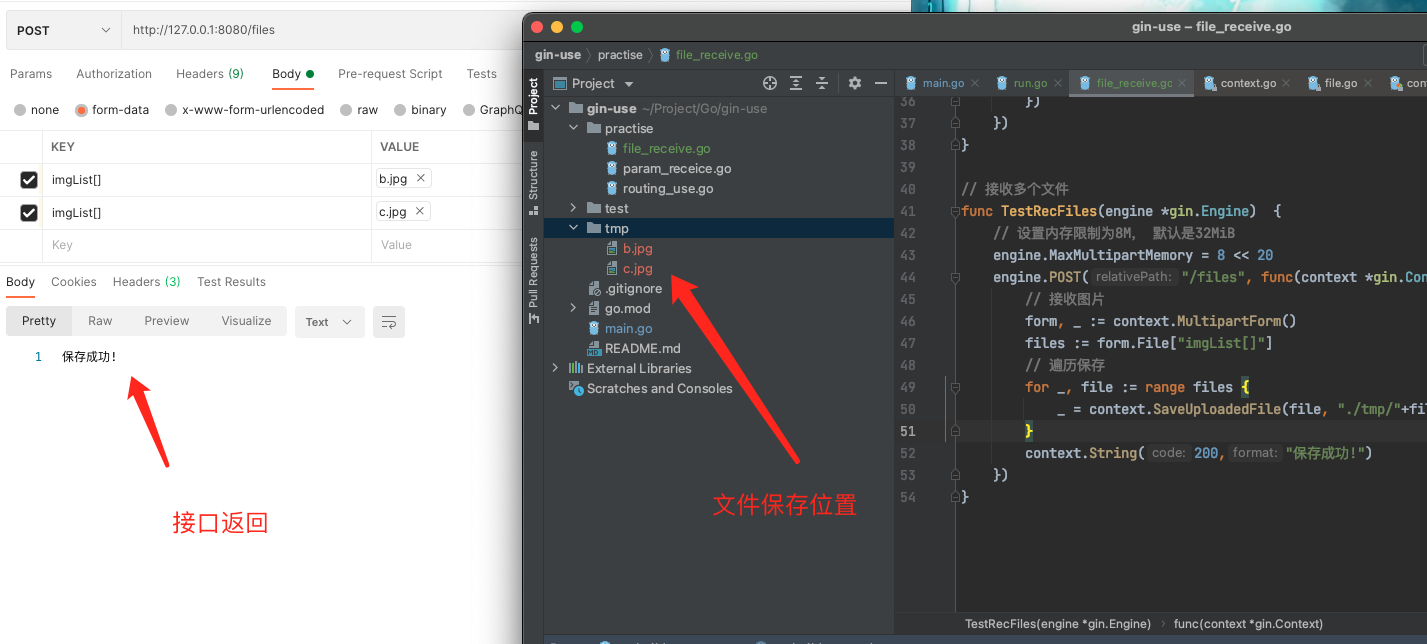 POST
http://127.0.0.1:8080/files
Params Authorization Headers (9) Body Pre-request Script Tests
none form-data x-www-form-urlencoded raw binary GraphQ
KEY VALUE
imgList[] b.jpg
imgList[] c.jpg
Key Value
Body Cookies Headers (3) Test Results
Pretty Raw Preview Visualize Text
1 保存成功!
接口返回
gin-use – file_receive.go
gin-use practise file_receive.go
Project
Structure
Pull Requests
Project
gin-use ~/Project/Go/gin-use
practise
file_receive.go
param_receice.go
routing_use.go
test
tmp
b.jpg
c.jpg
.gitignore
go.mod
main.go
README.md
External Libraries
Scratches and Consoles
文件保存位置
main.go run.go file_receive.go context.go file.go con
36 })
37 })
38 }
39
40 // 接收多个文件
41 func TestRecFiles(engine *gin.Engine) {
42 // 设置内存限制为8M, 默认是32MiB
43 engine.MaxMultipartMemory = 8 << 20
44 engine.POST( relativePath: "/files", func(context *gin.Con
45 // 接收图片
46 form, _ := context.MultipartForm()
47 files := form.File["imgList[]"]
48 // 遍历保存
49 for _, file := range files {
50 _ = context.SaveUploadedFile(file, "./tmp/"+fil
51 }
52 context.String( code: 200, format: "保存成功!")
53 })
54 }
TestRecFiles(engine *gin.Engine) func(context *gin.Context)